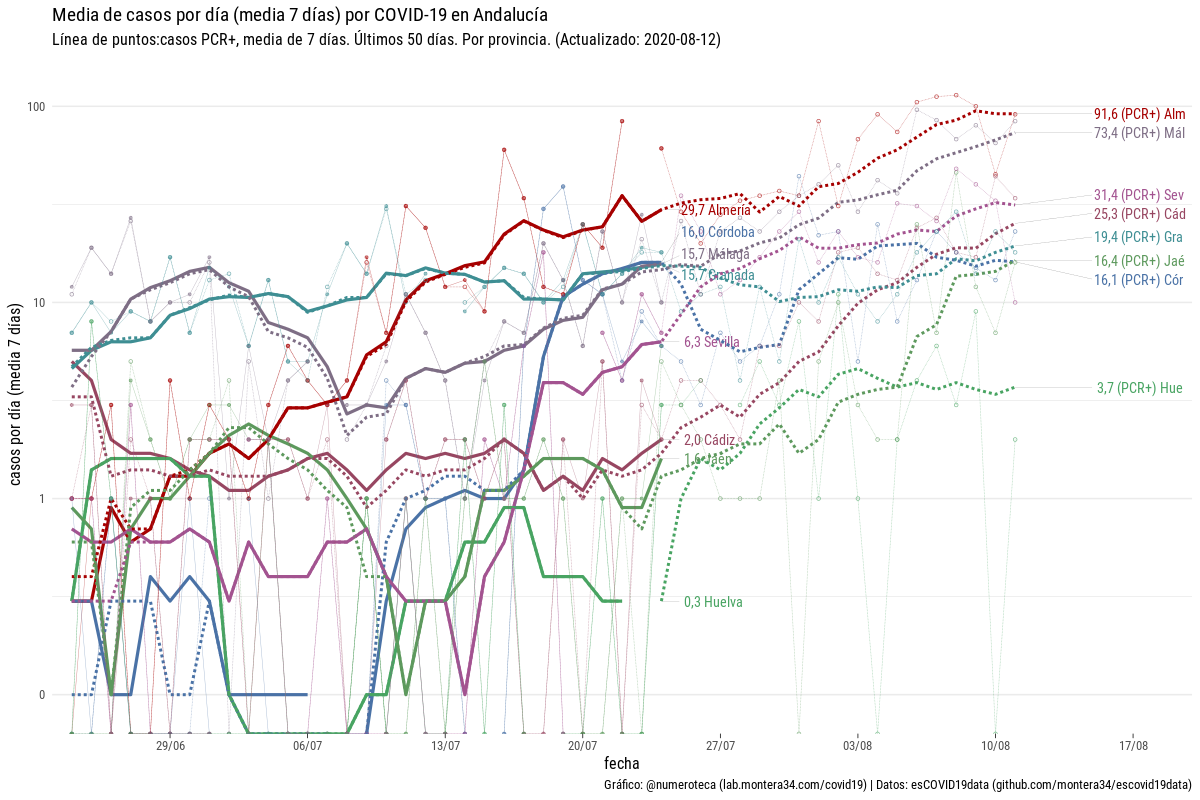 Media de casos por día (media 7 días) por COVID-19 en Andalucía
Línea de puntos:casos PCR+, media de 7 días. Últimos 50 días. Por provincia. (Actualizado: 2020-08-12)
casos por día (media 7 días)
100
10
1
0
29,7 Almería
16,0 Córdoba
15,7 Málaga
15,7 Granada
6,3 Sevilla
2,0 Cádiz
1,6 Jaén
0,3 Huelva
91,6 (PCR+) Alm
73,4 (PCR+) Mál
31,4 (PCR+) Sev
25,3 (PCR+) Cád
19,4 (PCR+) Gra
16,4 (PCR+) Jaé
16,1 (PCR+) Cór
3,7 (PCR+) Hue
29/06
06/07
13/07
20/07
27/07
03/08
10/08
17/08
fecha
Gráfico: @numeroteca (lab.montera34.com/covid19) | Datos: esCOVID19data (github.com/montera34/escovid19data)